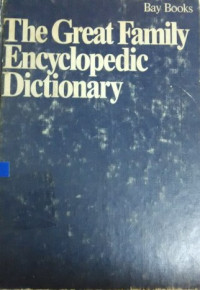 Bay Books
The Great Family
Encyclopedic
Dictionary